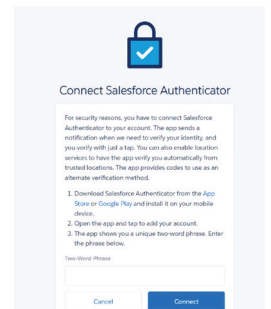 Connect Salesforce Authenticator
For security reasons, you have to connect Salesforce
Authenticator to your account. The app sends a
notification when we need to verify your identity, and
you verify with just a tap. You can also enable location
services to have the app verify you automatically from
trusted locations. The app provides codes to use as an
alternate verification method.
1. Download Salesforce Authenticator from the App
Store or Google Play and install it on your mobile
device.
2. Open the app and tap to add your account.
3. The app shows you a unique two-word phrase. Enter
the phrase below.
Two-Word Phrase
Cancel
Connect